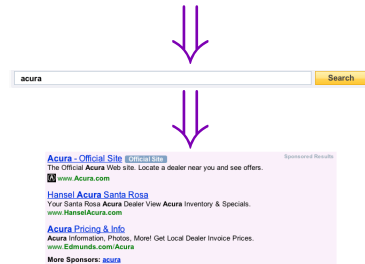 acura Search
Acura - Official Site Official Site Sponsored Results
The Official Acura Web site. Locate a dealer near you and see offers.
www.Acura.com
Hansel Acura Santa Rosa
Your Santa Rosa Acura Dealer View Acura Inventory & Specials.
www.HanselAcura.com
Acura Pricing & Info
Acura Information, Photos, More! Get Local Dealer Invoice Prices.
www.Edmunds.com/Acura
More Sponsors: acura